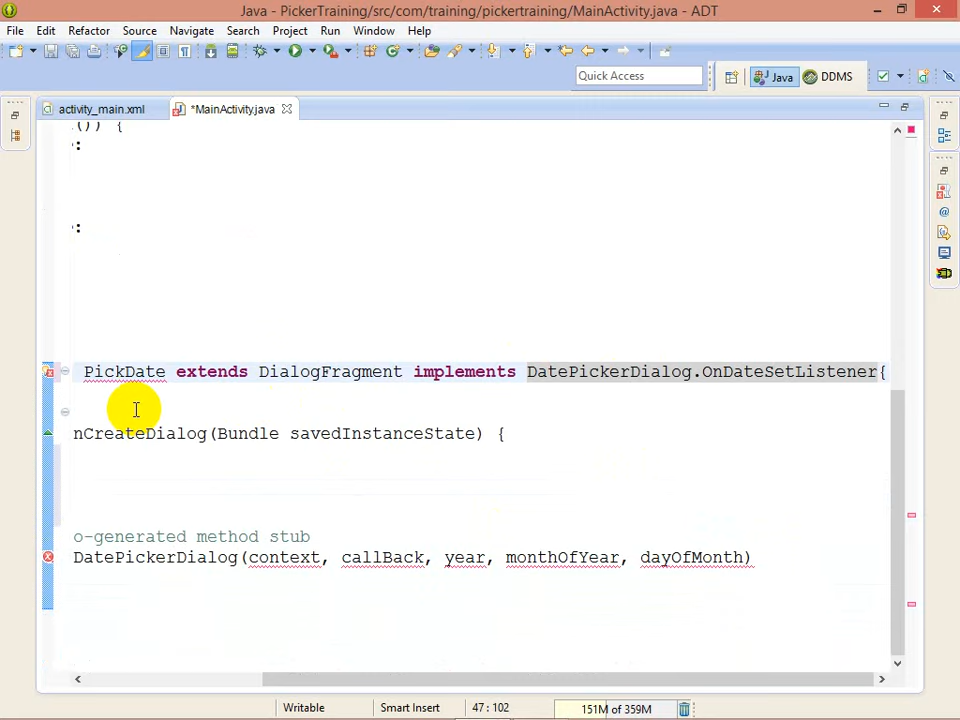 Java - PickerTraining/src/com/training/pickertraining/MainActivity.java - ADT
File Edit Refactor Source Navigate Search Project Run Window Help
Quick Access
Java
DDMS
activity_main.xml
*MainActivity.java
()) {
:
:
PickDate extends DialogFragment implements DatePickerDialog.OnDateSetListener{
nCreateDialog(Bundle savedInstanceState) {
o-generated method stub
DatePickerDialog(context, callBack, year, monthOfYear, dayOfMonth)
Writable
Smart Insert
47 : 102
151M of 359M